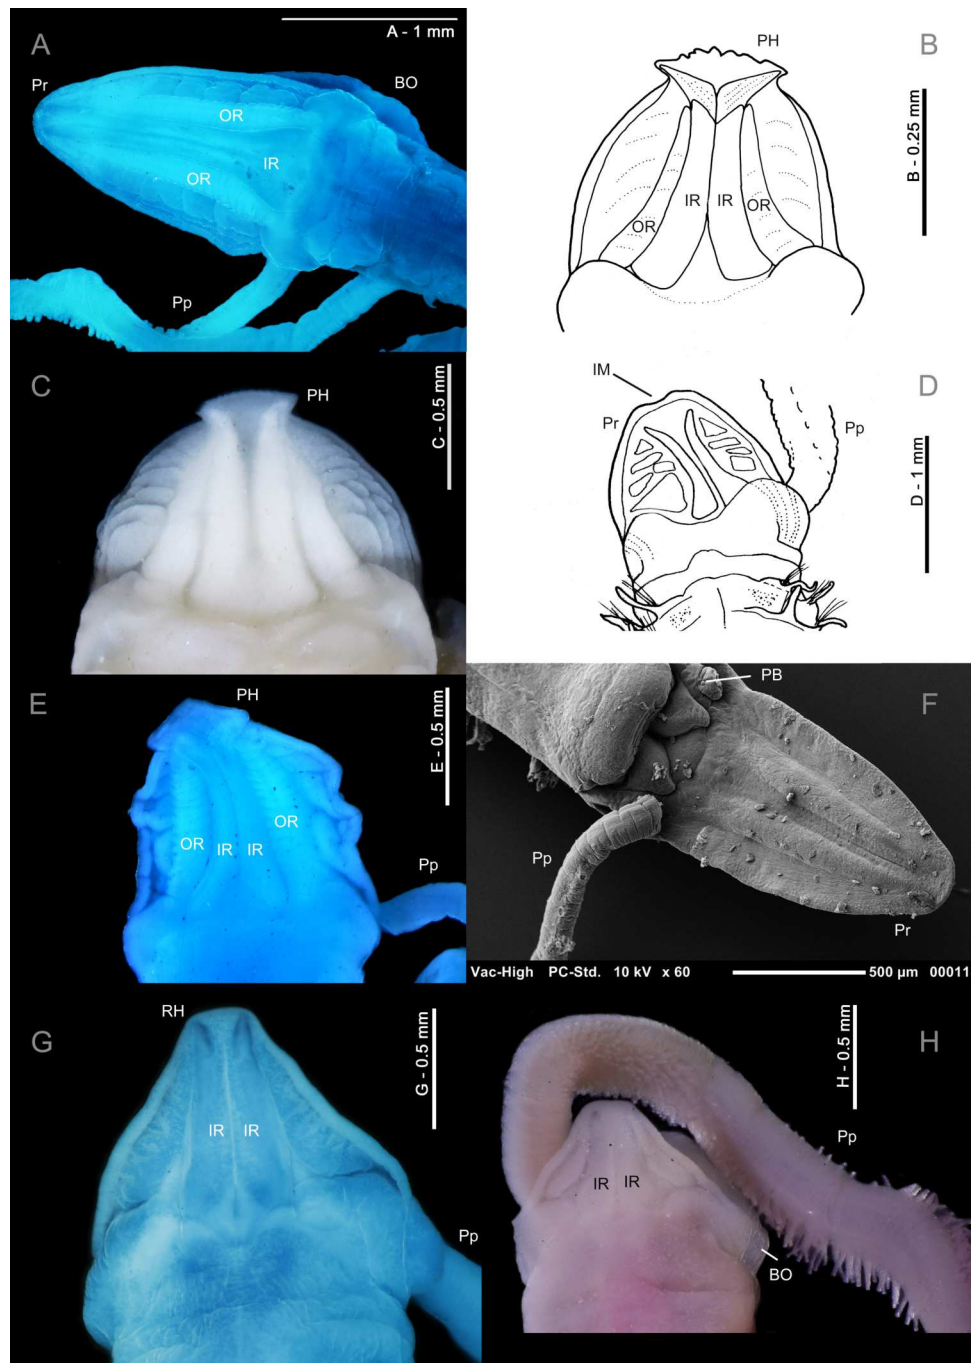 A
A - 1 mm
Pr
BO
OR
IR
OR
Pp
B
PH
B - 0.25 mm
IR
IR
OR
OR
C
PH
C - 0.5 mm
D
IM
Pr
Pp
D - 1 mm
E
PH
E - 0.5 mm
OR
OR
IR
IR
Pp
F
PB
Pp
Pr
Vac-High PC-Std. 10 kV x 60 500 µm 00011
G
RH
G - 0.5 mm
IR
IR
Pp
H
H - 0.5 mm
Pp
IR
IR
BO